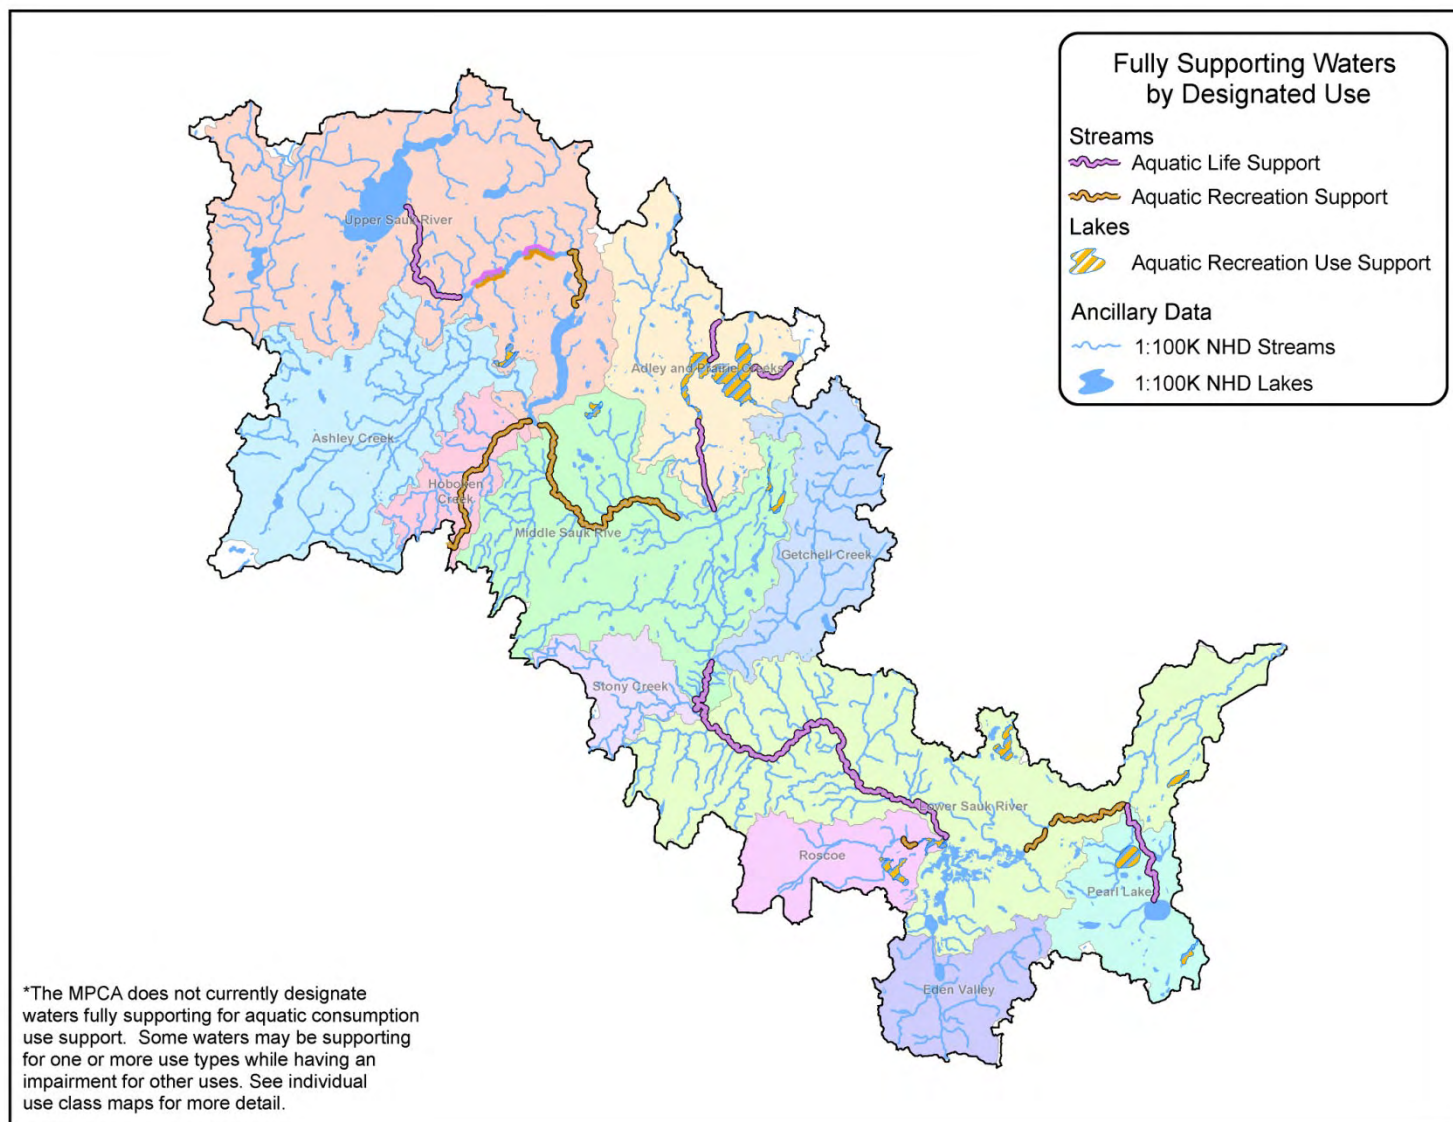 Fully Supporting Waters
by Designated Use
Streams
Aquatic Life Support
Aquatic Recreation Support
Lakes
Aquatic Recreation Use Support
Ancillary Data
1:100K NHD Streams
1:100K NHD Lakes
Upper Sauk River
Adley and Prairie Creeks
Ashley Creek
Hoboken
Creek
Middle Sauk Rive
Getchell Creek
Stony Creek
Lower Sauk River
Roscoe
Pearl Lake
Eden Valley
*The MPCA does not currently designate
waters fully supporting for aquatic consumption
use support. Some waters may be supporting
for one or more use types while having an
impairment for other uses. See individual
use class maps for more detail.